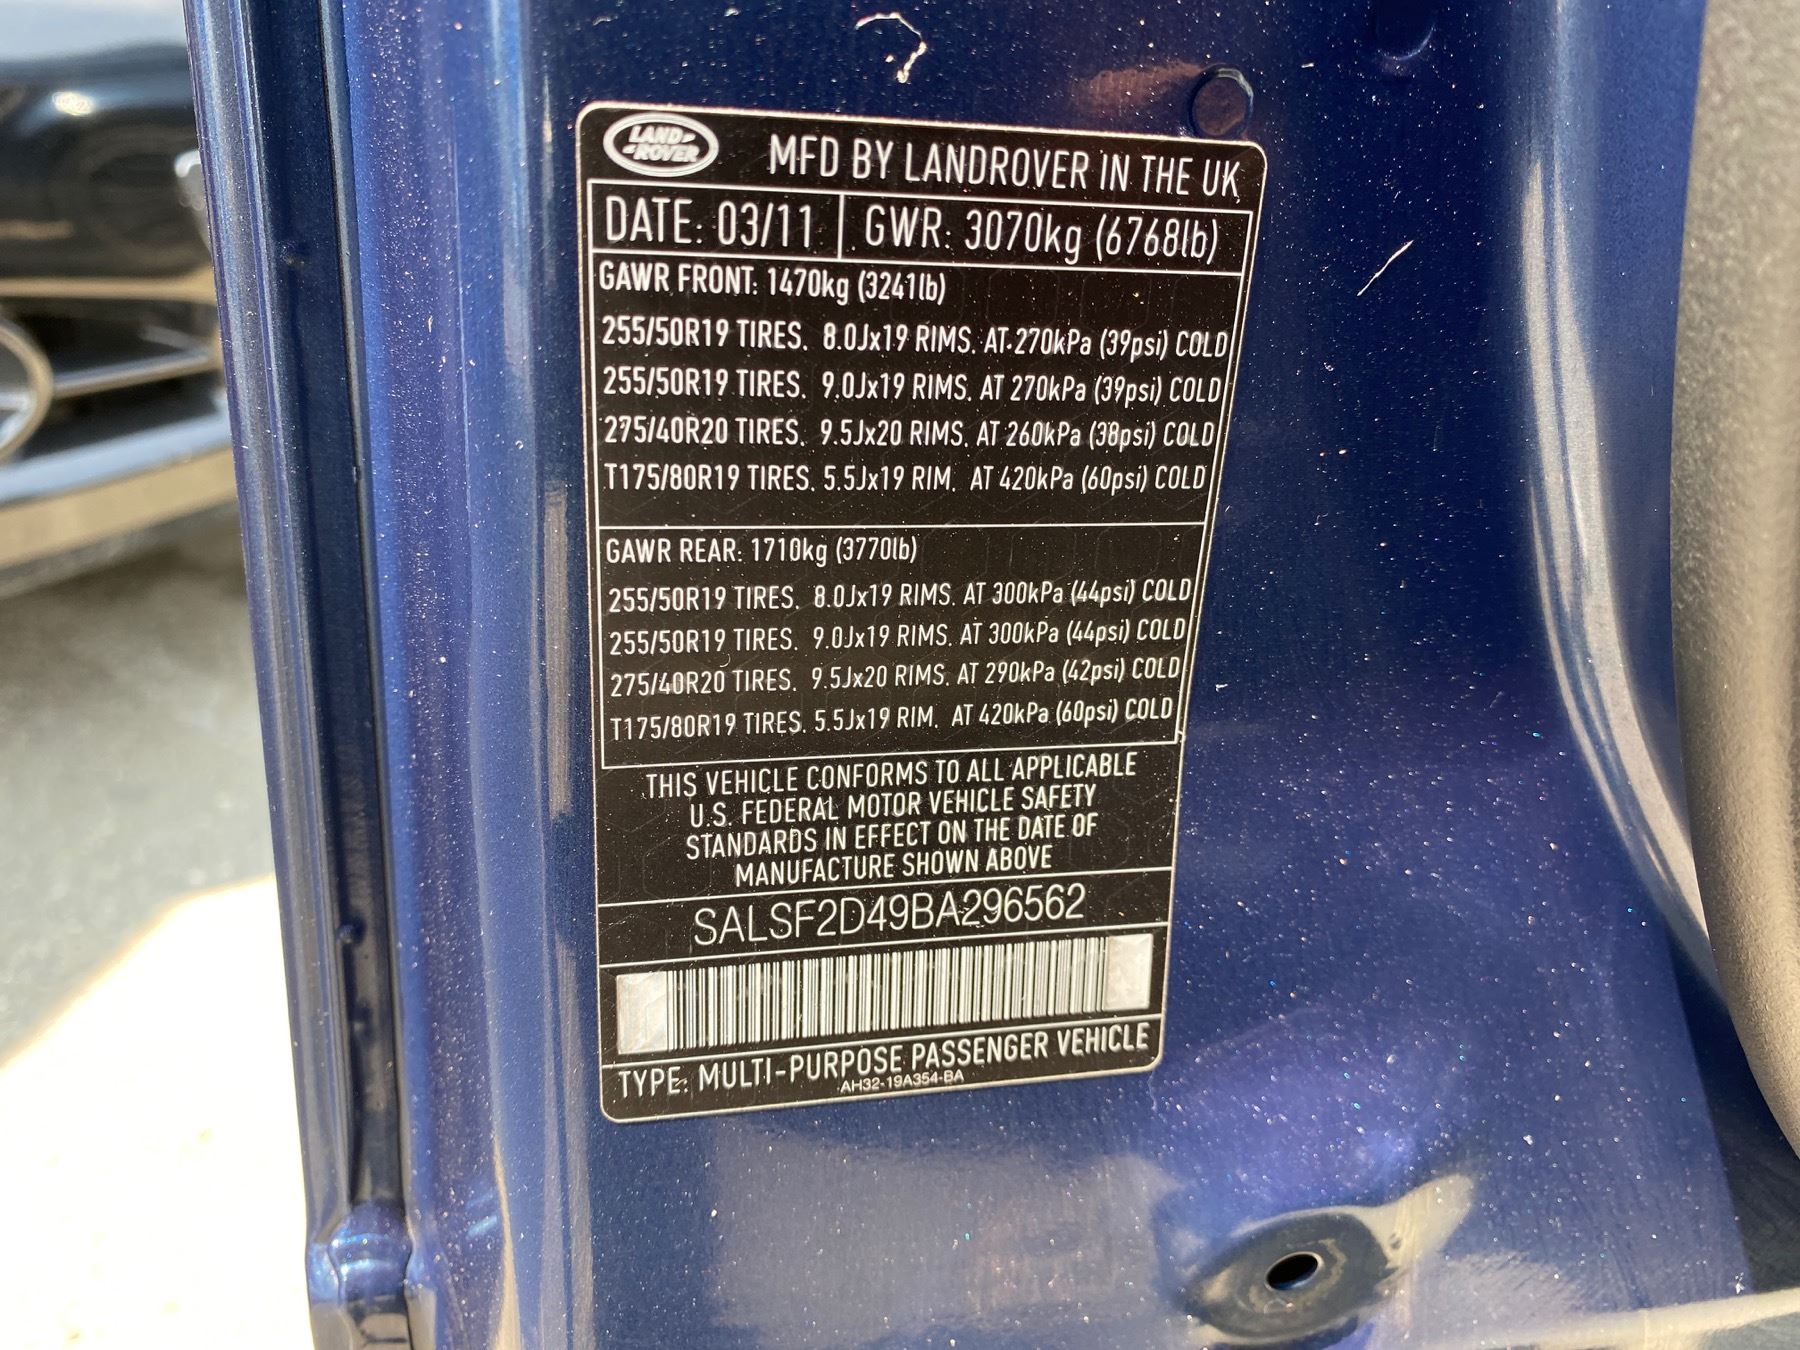 LAND-
-ROVER
MFD BY LANDROVER IN THE UK
DATE: 03/11 GWR: 3070kg (6768lb)
GAWR FRONT: 1470kg (3241lb)
255/50R19 TIRES. 8.0Jx19 RIMS. AT 270kPa (39psi) COLD
255/50R19 TIRES. 9.0Jx19 RIMS. AT 270kPa (39psi) COLD
275/40R20 TIRES. 9.5Jx20 RIMS. AT 260kPa (38psi) COLD
T175/80R19 TIRES. 5.5Jx19 RIM. AT 420kPa (60psi) COLD
GAWR REAR: 1710kg (3770lb)
255/50R19 TIRES. 8.0Jx19 RIMS. AT 300kPa (44psi) COLD
255/50R19 TIRES. 9.0Jx19 RIMS. AT 300kPa (44psi) COLD
275/40R20 TIRES. 9.5Jx20 RIMS. AT 290kPa (42psi) COLD
T175/80R19 TIRES. 5.5Jx19 RIM. AT 420kPa (60psi) COLD
THIS VEHICLE CONFORMS TO ALL APPLICABLE
U.S. FEDERAL MOTOR VEHICLE SAFETY
STANDARDS IN EFFECT ON THE DATE OF
MANUFACTURE SHOWN ABOVE
SALSF2D49BA296562
TYPE: MULTI-PURPOSE PASSENGER VEHICLE
AH32-19A354-BA